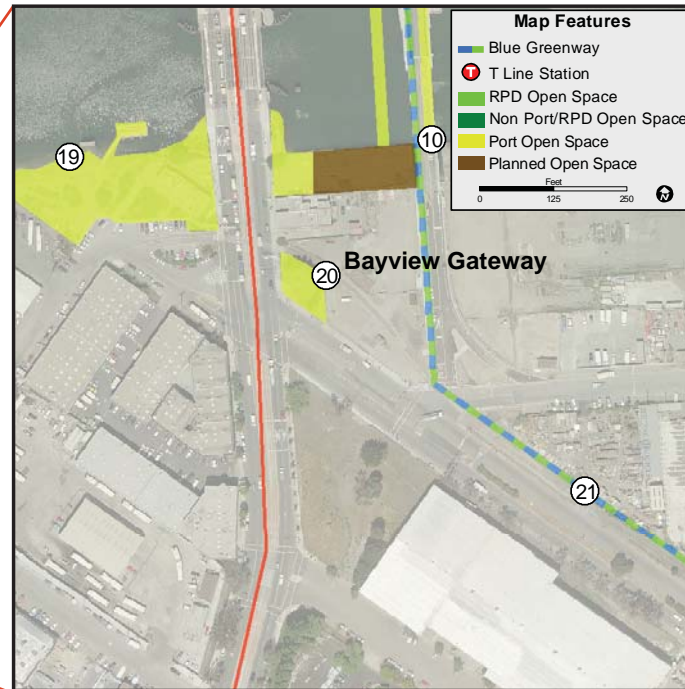 Map Features
Blue Greenway
T T Line Station
RPD Open Space
Non Port/RPD Open Space
Port Open Space
Planned Open Space
Feet
0 125 250
N
19
10
20 Bayview Gateway
21